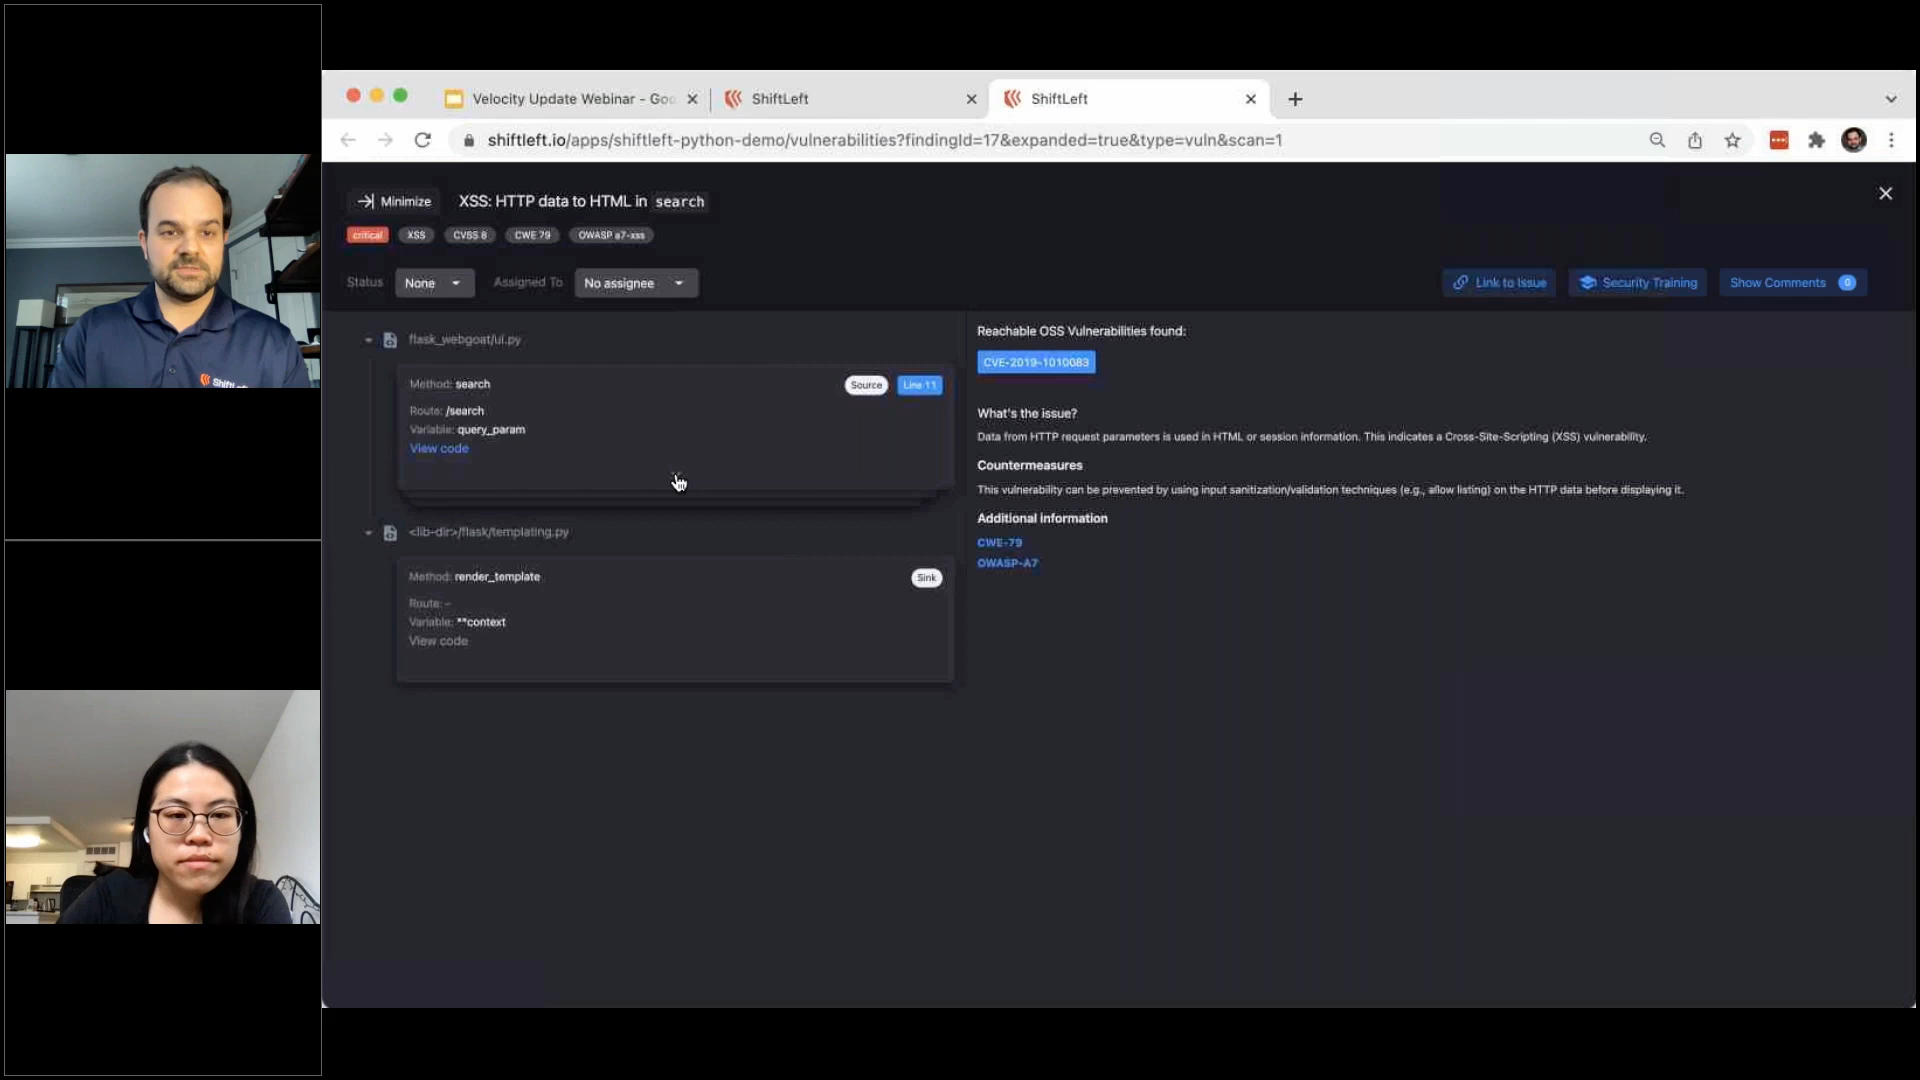 Velocity Update Webinar - Goo
ShiftLeft
ShiftLeft
shiftleft.io/apps/shiftleft-python-demo/vulnerabilities?findingId=17&expanded=true&type=vuln&scan=1
Minimize
XSS: HTTP data to HTML in search
critical
XSS
CVSS 8
CWE 79
OWASP a7-xss
Status
None
Assigned To
No assignee
Link to Issue
Security Training
Show Comments 0
flask_webgoat/ui.py
Method: search
Source
Line 11
Route: /search
Variable: query_param
View code
<lib-dir>/flask/templating.py
Method: render_template
Sink
Route: –
Variable: **context
View code
Reachable OSS Vulnerabilities found:
CVE-2019-1010083
What's the issue?
Data from HTTP request parameters is used in HTML or session information. This indicates a Cross-Site-Scripting (XSS) vulnerability.
Countermeasures
This vulnerability can be prevented by using input sanitization/validation techniques (e.g., allow listing) on the HTTP data before displaying it.
Additional information
CWE-79
OWASP-A7